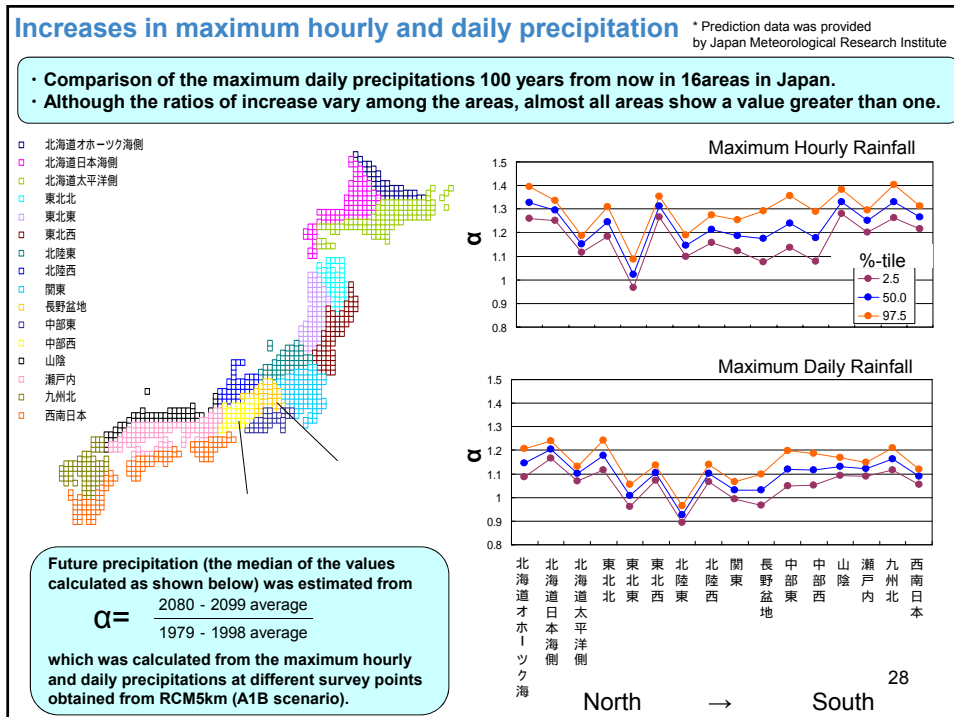 Increases in maximum hourly and daily precipitation
* Prediction data was provided
by Japan Meteorological Research Institute
・Comparison of the maximum daily precipitations 100 years from now in 16areas in Japan.
・Although the ratios of increase vary among the areas, almost all areas show a value greater than one.
北海道オホーツク海側
北海道日本海側
北海道太平洋側
東北北
東北東
東北西
北陸東
北陸西
関東
長野盆地
中部東
中部西
山陰
瀬戸内
九州北
西南日本
Maximum Hourly Rainfall
1.5
1.4
1.3
1.2
1.1
1
0.9
0.8
α
%-tile
2.5
50.0
97.5
Maximum Daily Rainfall
1.5
1.4
1.3
1.2
1.1
1
0.9
0.8
α
北海道オホーツク海
北海道日本海側
北海道太平洋側
東北北
東北東
東北西
北陸東
北陸西
関東
長野盆地
中部東
中部西
山陰
瀬戸内
九州北
西南日本
North → South
Future precipitation (the median of the values
calculated as shown below) was estimated from
α=
2080 - 2099 average
1979 - 1998 average
which was calculated from the maximum hourly
and daily precipitations at different survey points
obtained from RCM5km (A1B scenario).
28